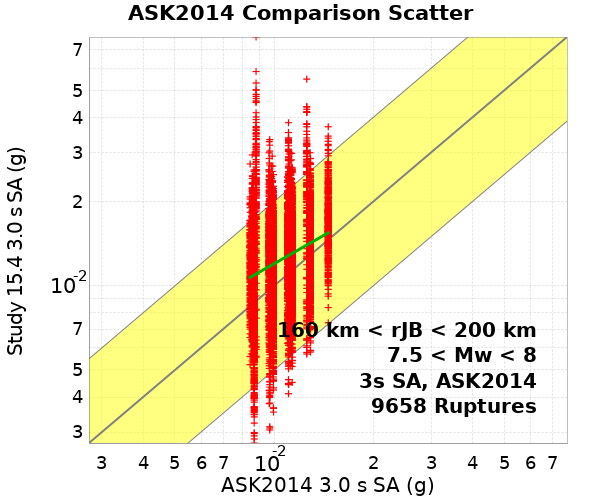 ASK2014 Comparison Scatter
Study 15.4 3.0 s SA (g)
7
5
4
3
2
10-2
7
5
4
3
160 km < rJB < 200 km
7.5 < Mw < 8
3s SA, ASK2014
9658 Ruptures
3 4 5 6 7 10-2 2 3 4 5 6 7
ASK2014 3.0 s SA (g)